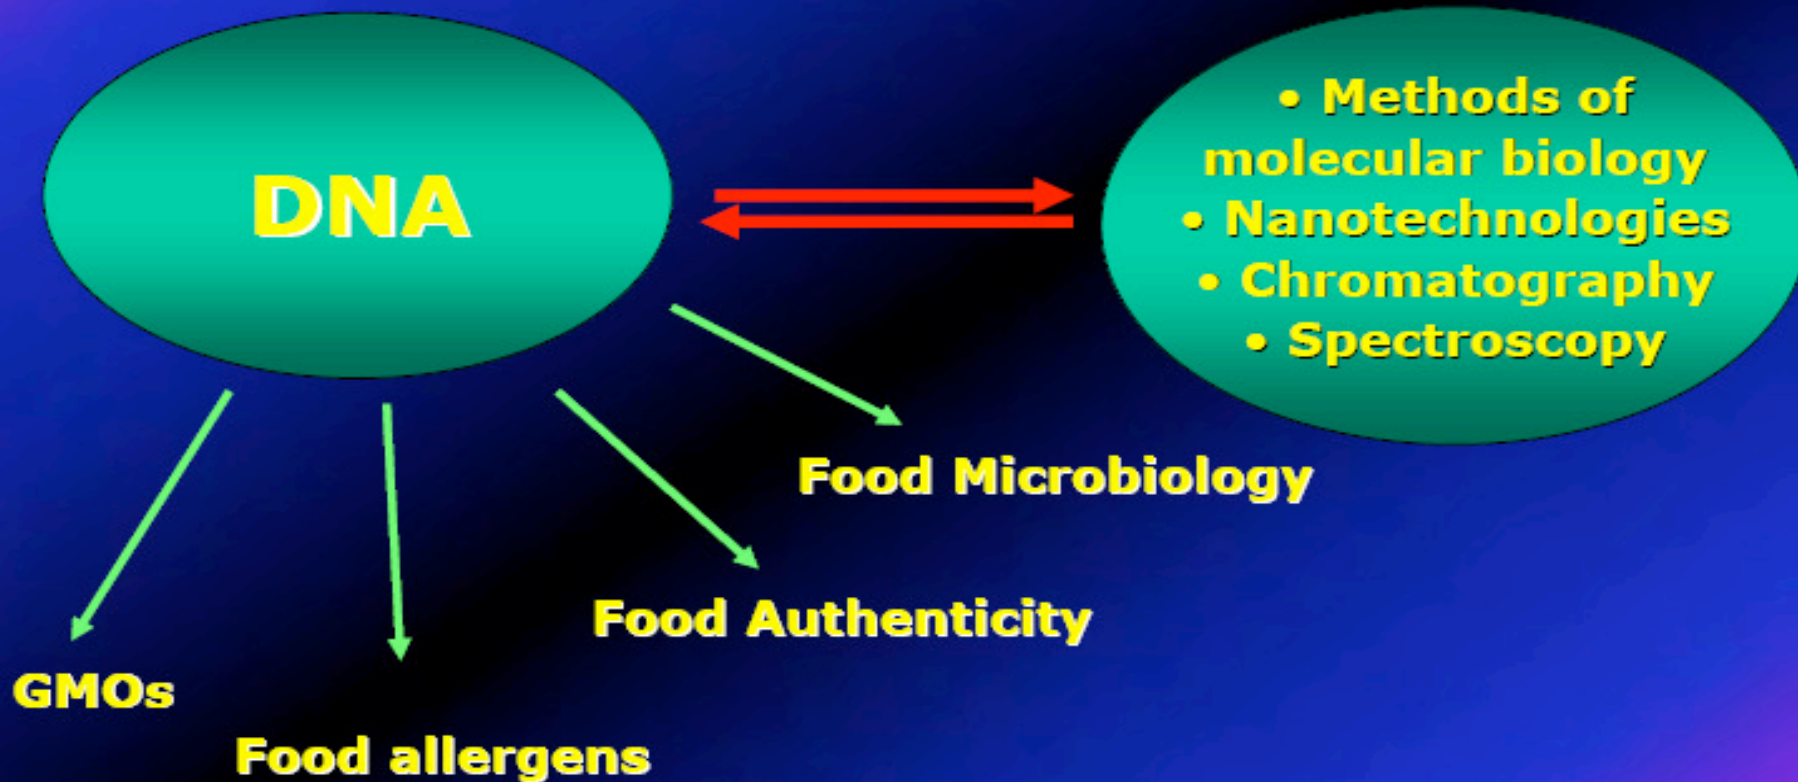 DNA
• Methods of
molecular biology
• Nanotechnologies
• Chromatography
• Spectroscopy
Food Microbiology
Food Authenticity
GMOs
Food allergens